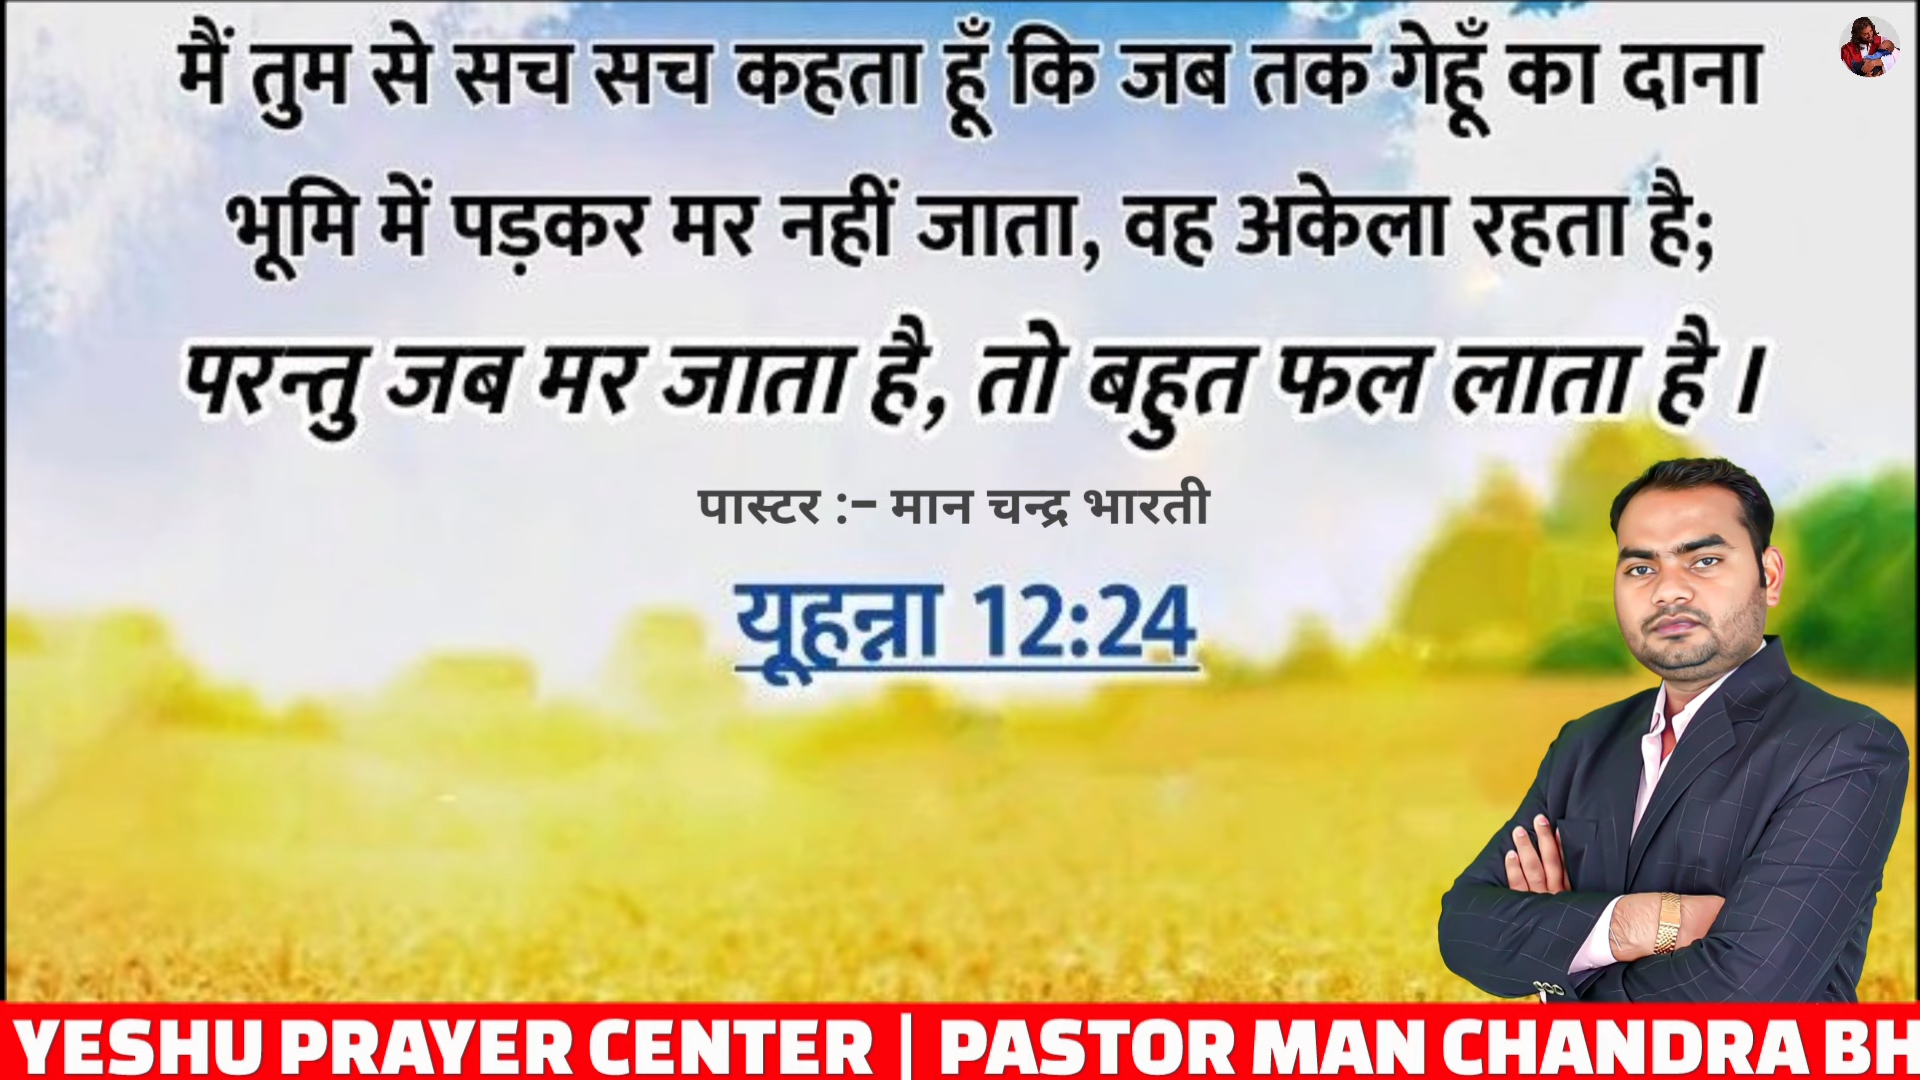 मैं तुम से सच सच कहता हूँ कि जब तक गेहूँ का दाना
भूमि में पड़कर मर नहीं जाता, वह अकेला रहता है;
परन्तु जब मर जाता है, तो बहुत फल लाता है ।
पास्टर :- मान चन्द्र भारती
यूहन्ना 12:24
YESHU PRAYER CENTER | PASTOR MAN CHANDRA BH